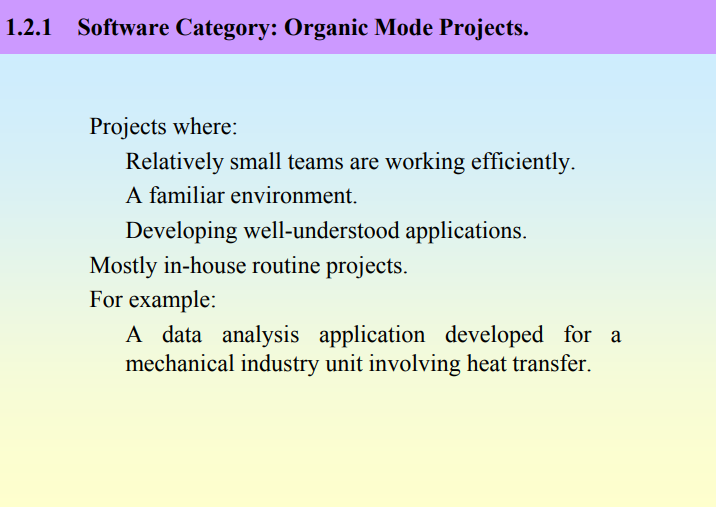 1.2.1 Software Category: Organic Mode Projects.
Projects where:
Relatively small teams are working efficiently.
A familiar environment.
Developing well-understood applications.
Mostly in-house routine projects.
For example:
A data analysis application developed for a
mechanical industry unit involving heat transfer.